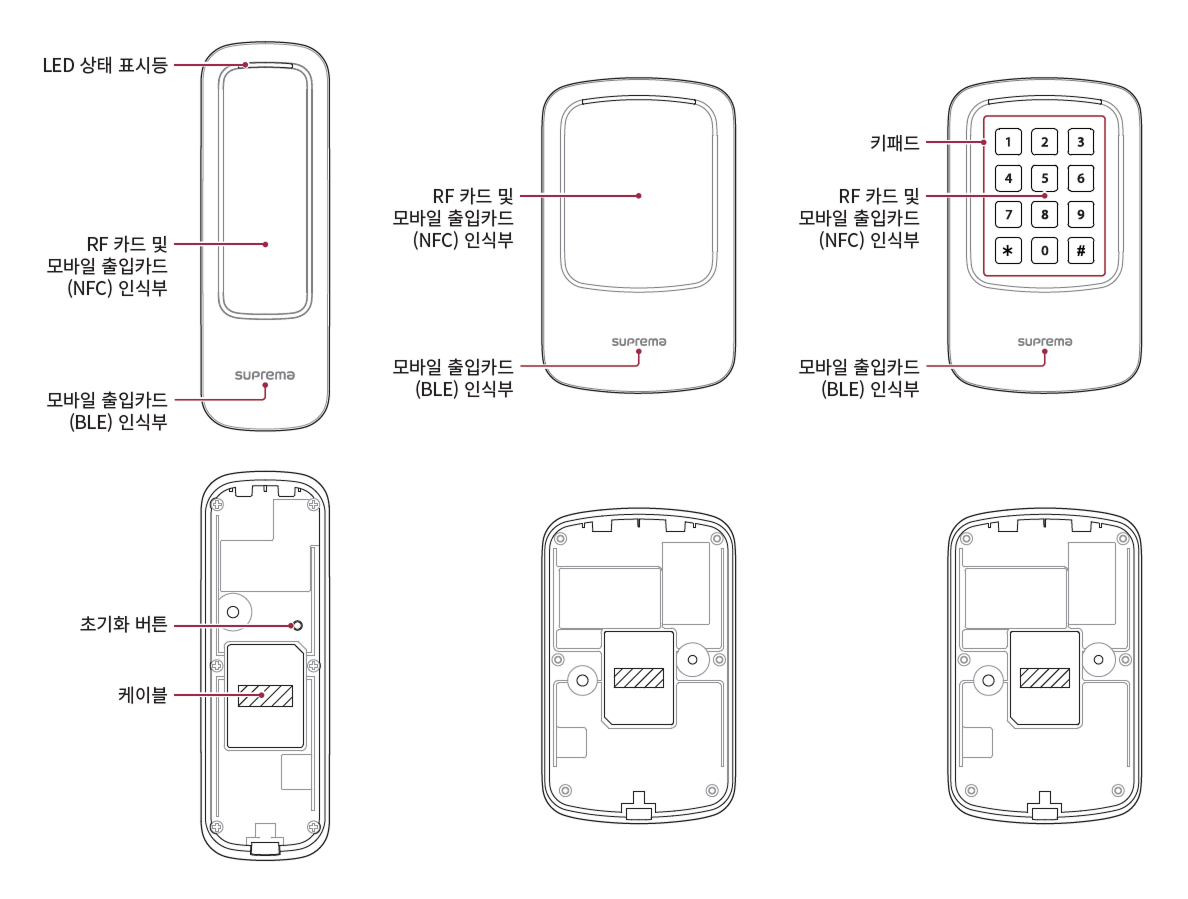 LED 상태 표시등
RF 카드 및
모바일 출입카드
(NFC) 인식부
suprema
모바일 출입카드
(BLE) 인식부
RF 카드 및
모바일 출입카드
(NFC) 인식부
suprema
모바일 출입카드
(BLE) 인식부
키패드
1 2 3
4 5 6
7 8 9
* 0 #
RF 카드 및
모바일 출입카드
(NFC) 인식부
suprema
모바일 출입카드
(BLE) 인식부
초기화 버튼
케이블